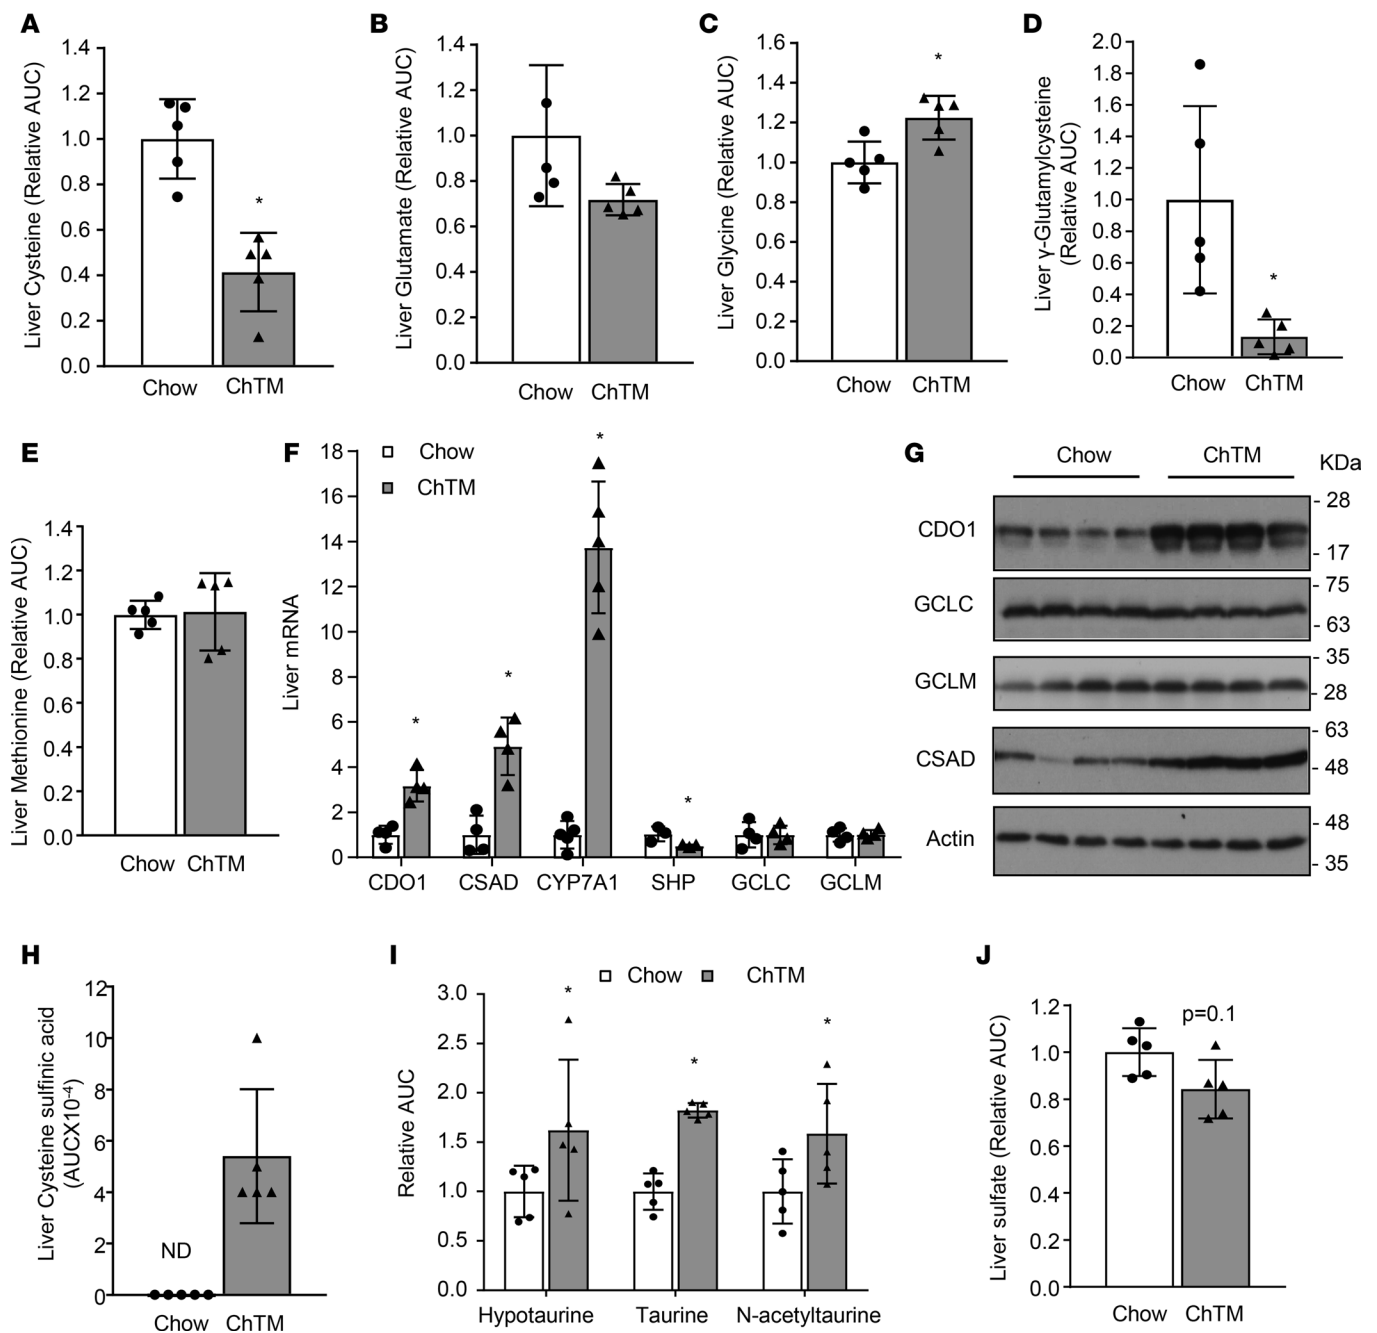 A
Liver Cysteine (Relative AUC)
1.4
1.2
1.0
0.8
0.6
0.4
0.2
0.0
*
Chow ChTM
B
Liver Glutamate (Relative AUC)
1.4
1.2
1.0
0.8
0.6
0.4
0.2
0.0
Chow ChTM
C
Liver Glycine (Relative AUC)
1.6
1.4
1.2
1.0
0.8
0.6
0.4
0.2
0.0
*
Chow ChTM
D
Liver γ-Glutamylcysteine
(Relative AUC)
2.0
1.8
1.6
1.4
1.2
1.0
0.8
0.6
0.4
0.2
0.0
*
Chow ChTM
E
Liver Methionine (Relative AUC)
1.4
1.2
1.0
0.8
0.6
0.4
0.2
0.0
Chow ChTM
F
Liver mRNA
18
16
14
12
10
8
6
4
2
0
Chow
ChTM
*
*
*
*
CDO1 CSAD CYP7A1 SHP GCLC GCLM
G
Chow ChTM KDa
CDO1
- 28
- 17
GCLC
- 75
- 63
GCLM
- 35
- 28
CSAD
- 63
- 48
Actin
- 48
- 35
H
Liver Cysteine sulfinic acid
(AUCX10-4)
12
10
8
6
4
2
0
ND
Chow ChTM
I
Relative AUC
3.0
2.5
2.0
1.5
1.0
0.5
0.0
Chow ChTM
*
*
*
Hypotaurine Taurine N-acetyltaurine
J
Liver sulfate (Relative AUC)
1.2
1.0
0.8
0.6
0.4
0.2
0.0
p=0.1
Chow ChTM